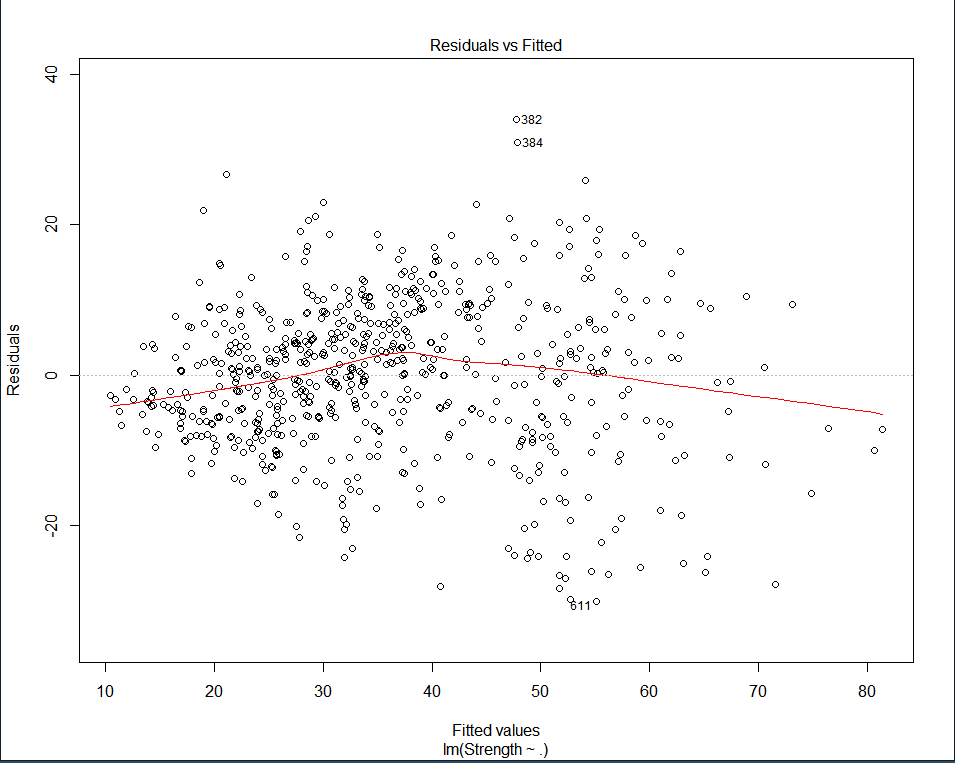 Residuals vs Fitted
40
382
384
20
Residuals
0
-20
611
10 20 30 40 50 60 70 80
Fitted values
lm(Strength ~ .)